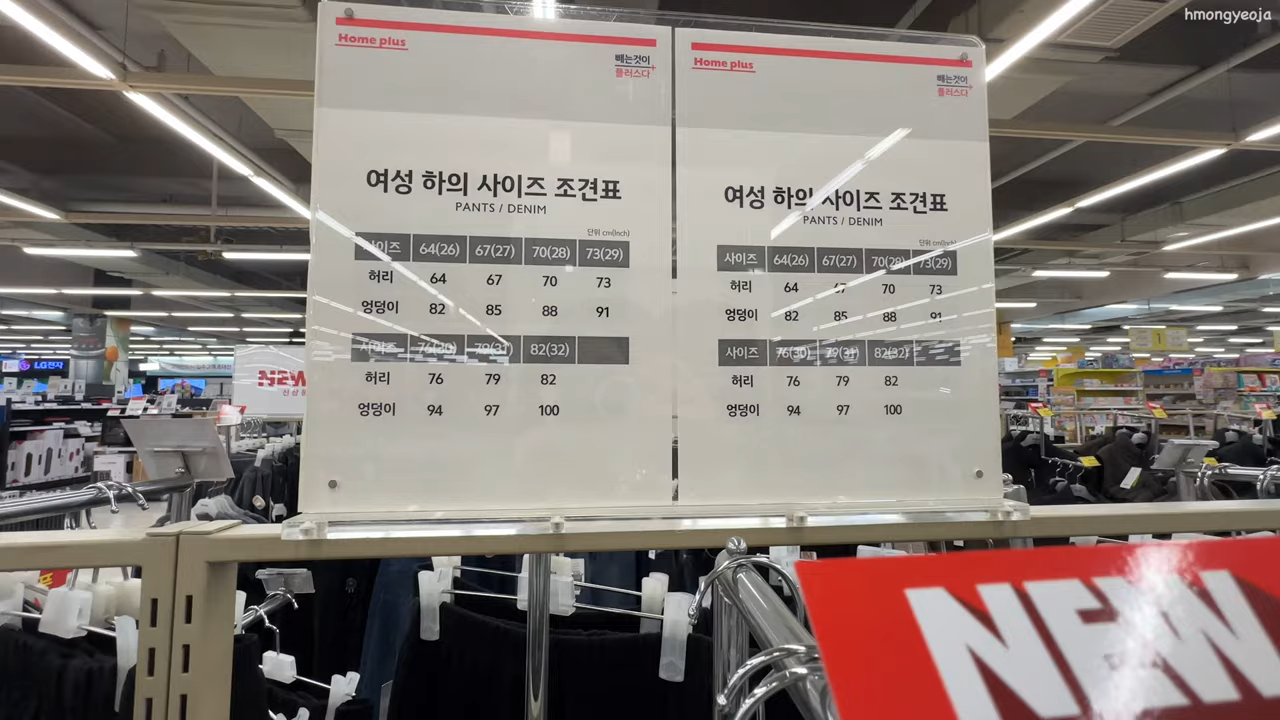 hmongyeoja
Home plus
빼는것이
플러스다
여성 하의 사이즈 조견표
PANTS / DENIM
단위 cm(Inch)
사이즈 64(26) 67(27) 70(28) 73(29)
허리 64 67 70 73
엉덩이 82 85 88 91
사이즈 76(30) 79(31) 82(32)
허리 76 79 82
엉덩이 94 97 100
Home plus
빼는것이
플러스다
여성 하의 사이즈 조견표
PANTS / DENIM
단위 cm(Inch)
사이즈 64(26) 67(27) 70(28) 73(29)
허리 64 67 70 73
엉덩이 82 85 88 91
사이즈 76(30) 79(31) 82(32)
허리 76 79 82
엉덩이 94 97 100
LG전자
NEW
NEW